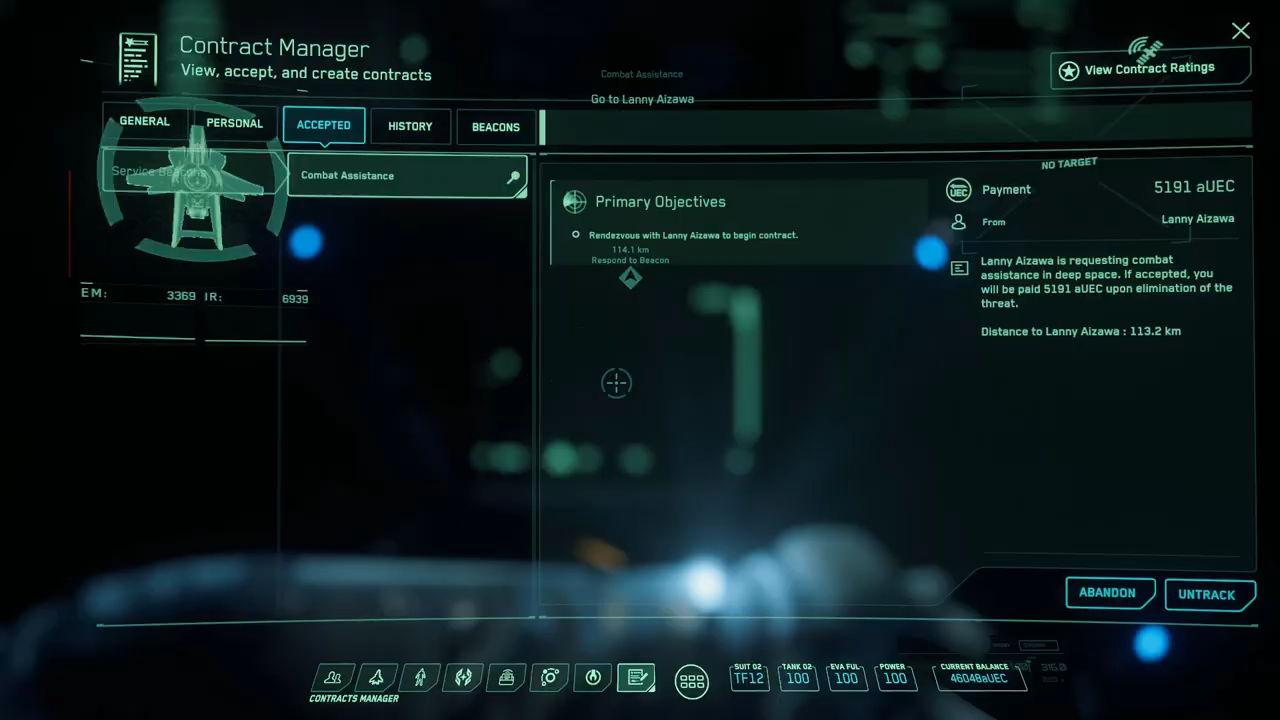 Contract Manager
View, accept, and create contracts
Combat Assistance
Go to Lanny Aizawa
View Contract Ratings
GENERAL
PERSONAL
ACCEPTED
HISTORY
BEACONS
Service Beacons
Combat Assistance
NO TARGET
Primary Objectives
Rendezvous with Lanny Aizawa to begin contract.
114.1 km
Respond to Beacon
UEC
Payment
5191 aUEC
From
Lanny Aizawa
Lanny Aizawa is requesting combat
assistance in deep space. If accepted, you
will be paid 5191 aUEC upon elimination of the
threat.
Distance to Lanny Aizawa : 113.2 km
EM: 3369 IR: 6939
ABANDON
UNTRACK
CONTRACTS MANAGER
SUIT O2
TF12
TANK O2
100
EVA FUL
100
POWER
100
CURRENT BALANCE
46048aUEC